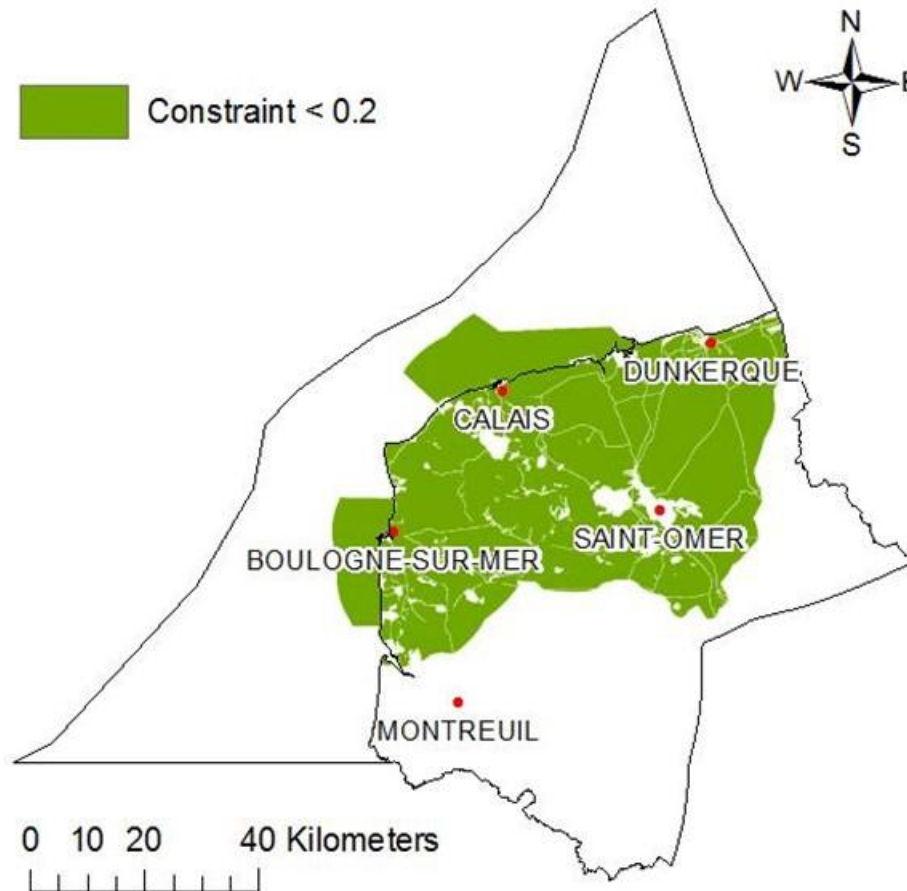 N
W E
S
Constraint < 0.2
DUNKERQUE
CALAIS
SAINT-OMER
BOULOGNE-SUR-MER
MONTREUIL
0 10 20 40 Kilometers